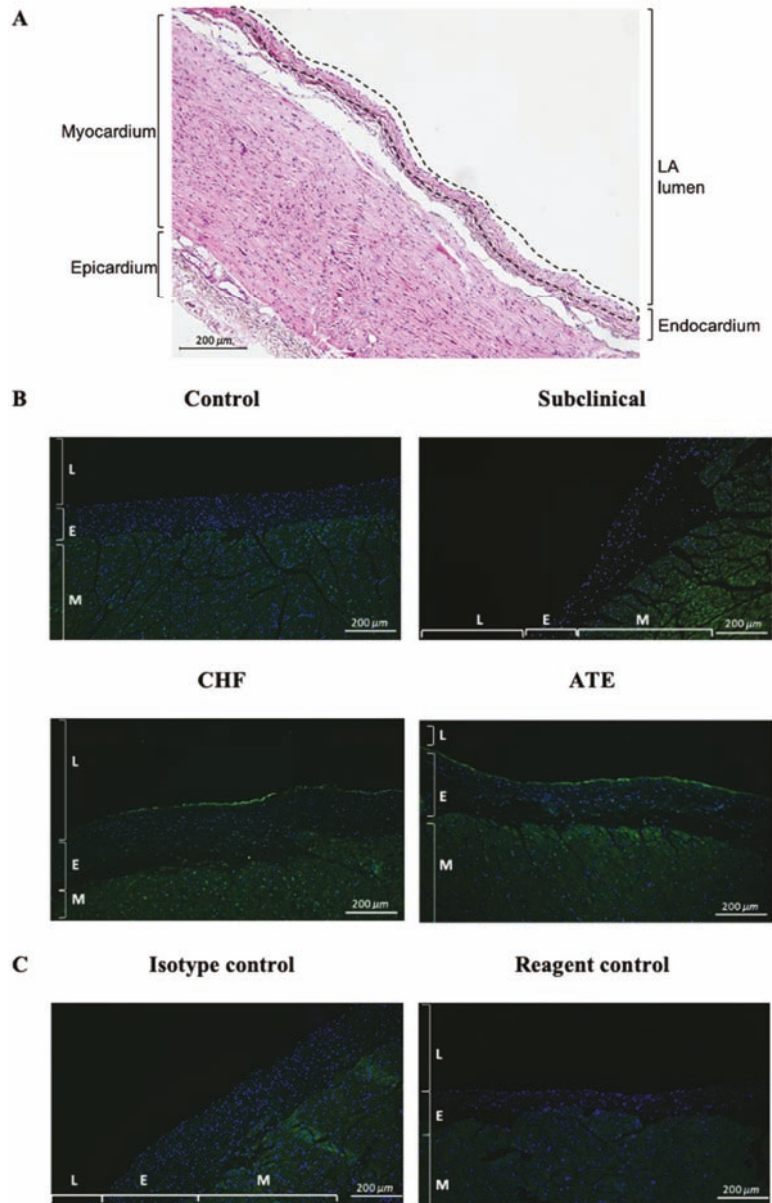 A
Myocardium
Epicardium
LA
lumen
Endocardium
200 µm
B
Control
Subclinical
L
E
M
200 µm
L
E
M
200 µm
CHF
ATE
L
E
M
200 µm
L
E
M
200 µm
C
Isotype control
Reagent control
L
E
M
200 µm
L
E
M
200 µm